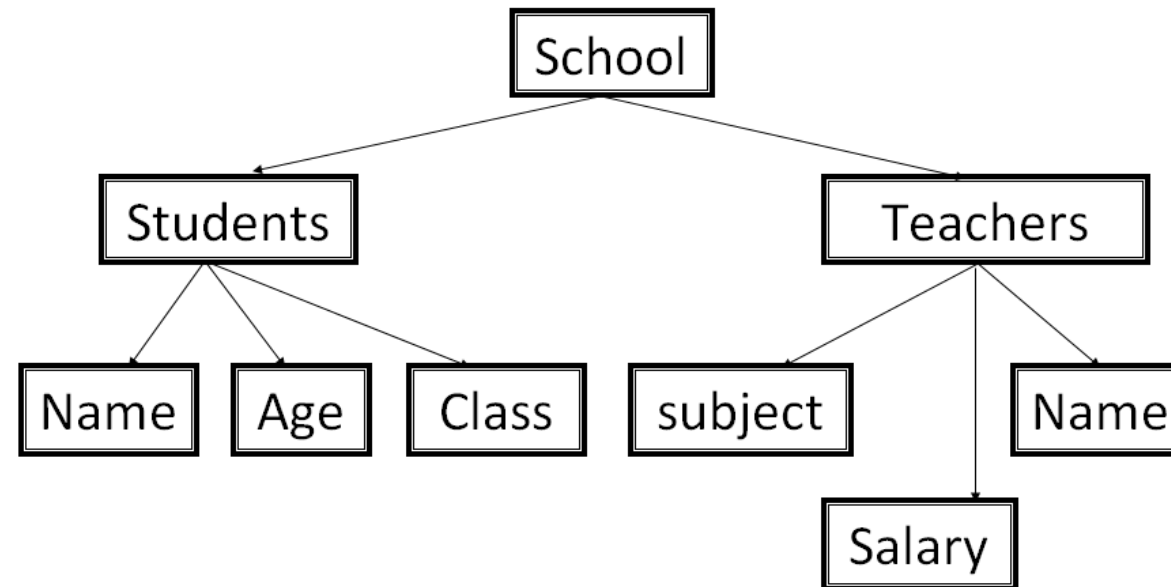 School
Students
Teachers
Name
Age
Class
subject
Name
Salary